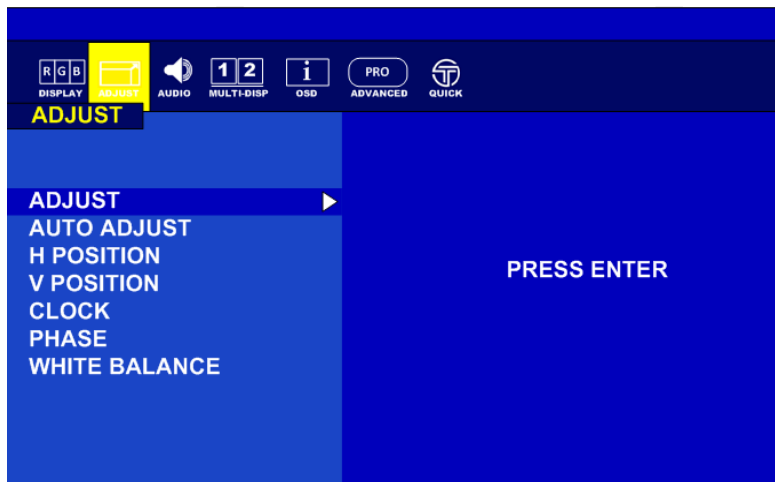 R G B 1 2 i PRO
DISPLAY ADJUST AUDIO MULTI-DISP OSD ADVANCED QUICK
ADJUST
ADJUST
AUTO ADJUST
H POSITION
V POSITION
CLOCK
PHASE
WHITE BALANCE
PRESS ENTER